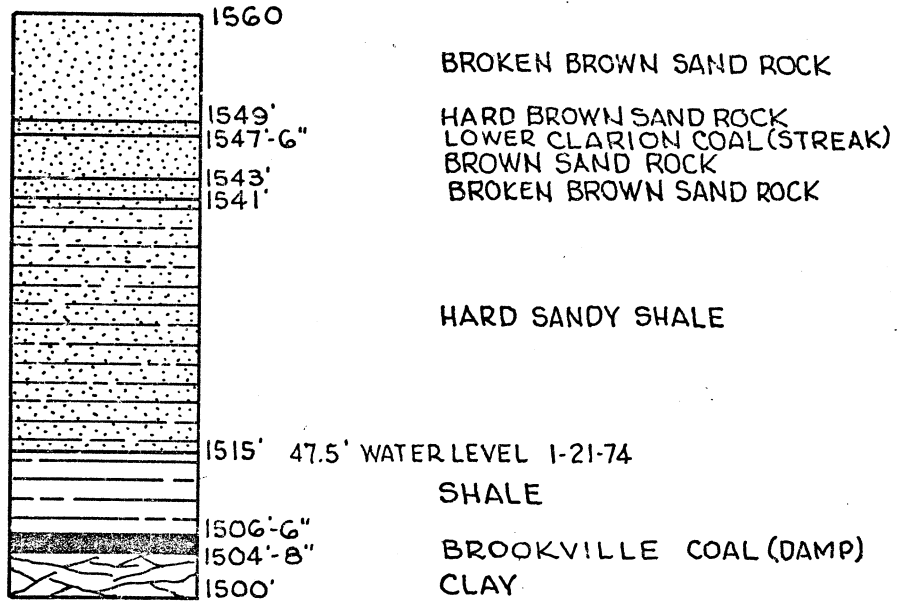 1560
BROKEN BROWN SAND ROCK
1549' HARD BROWN SAND ROCK
1547'-6" LOWER CLARION COAL (STREAK)
BROWN SAND ROCK
1543'
1541' BROKEN BROWN SAND ROCK
HARD SANDY SHALE
1515' 47.5' WATER LEVEL 1-21-74
SHALE
1506'-6"
1504'-8" BROOKVILLE COAL (DAMP)
1500' CLAY